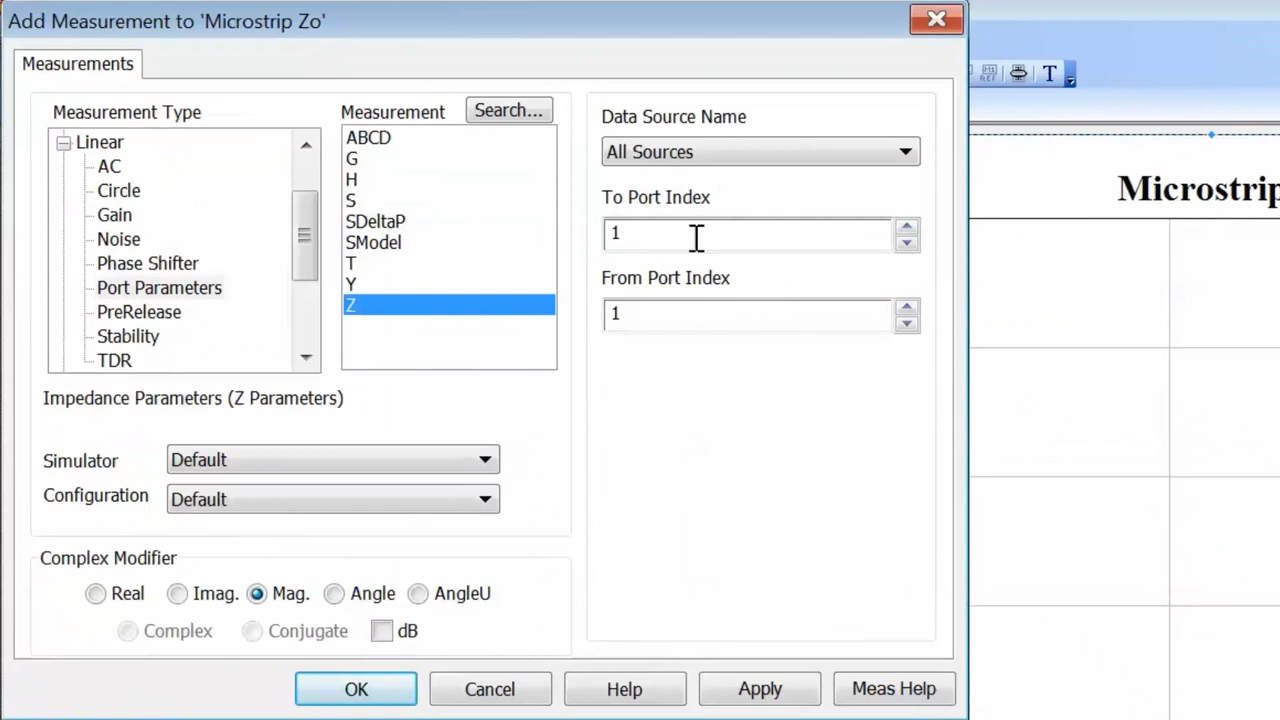 Add Measurement to 'Microstrip Zo'
T
Measurements
Measurement Type
Linear
AC
Circle
Gain
Noise
Phase Shifter
Port Parameters
PreRelease
Stability
TDR
Measurement
Search...
ABCD
G
H
S
SDeltaP
SModel
T
Y
Z
Impedance Parameters (Z Parameters)
Simulator
Default
Configuration
Default
Complex Modifier
Real
Imag.
Mag.
Angle
AngleU
Complex
Conjugate
dB
Data Source Name
All Sources
To Port Index
1
From Port Index
1
OK
Cancel
Help
Apply
Meas Help
Microstrip